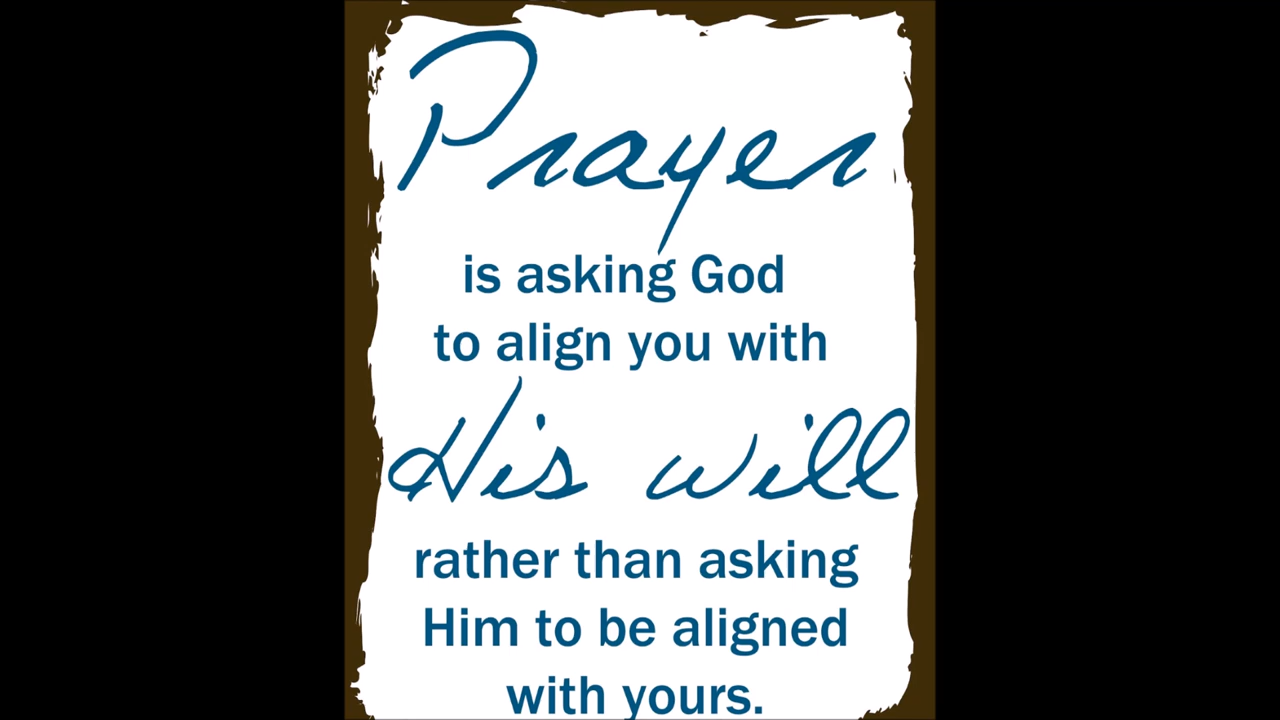 Prayer
is asking God
to align you with
His will
rather than asking
Him to be aligned
with yours.